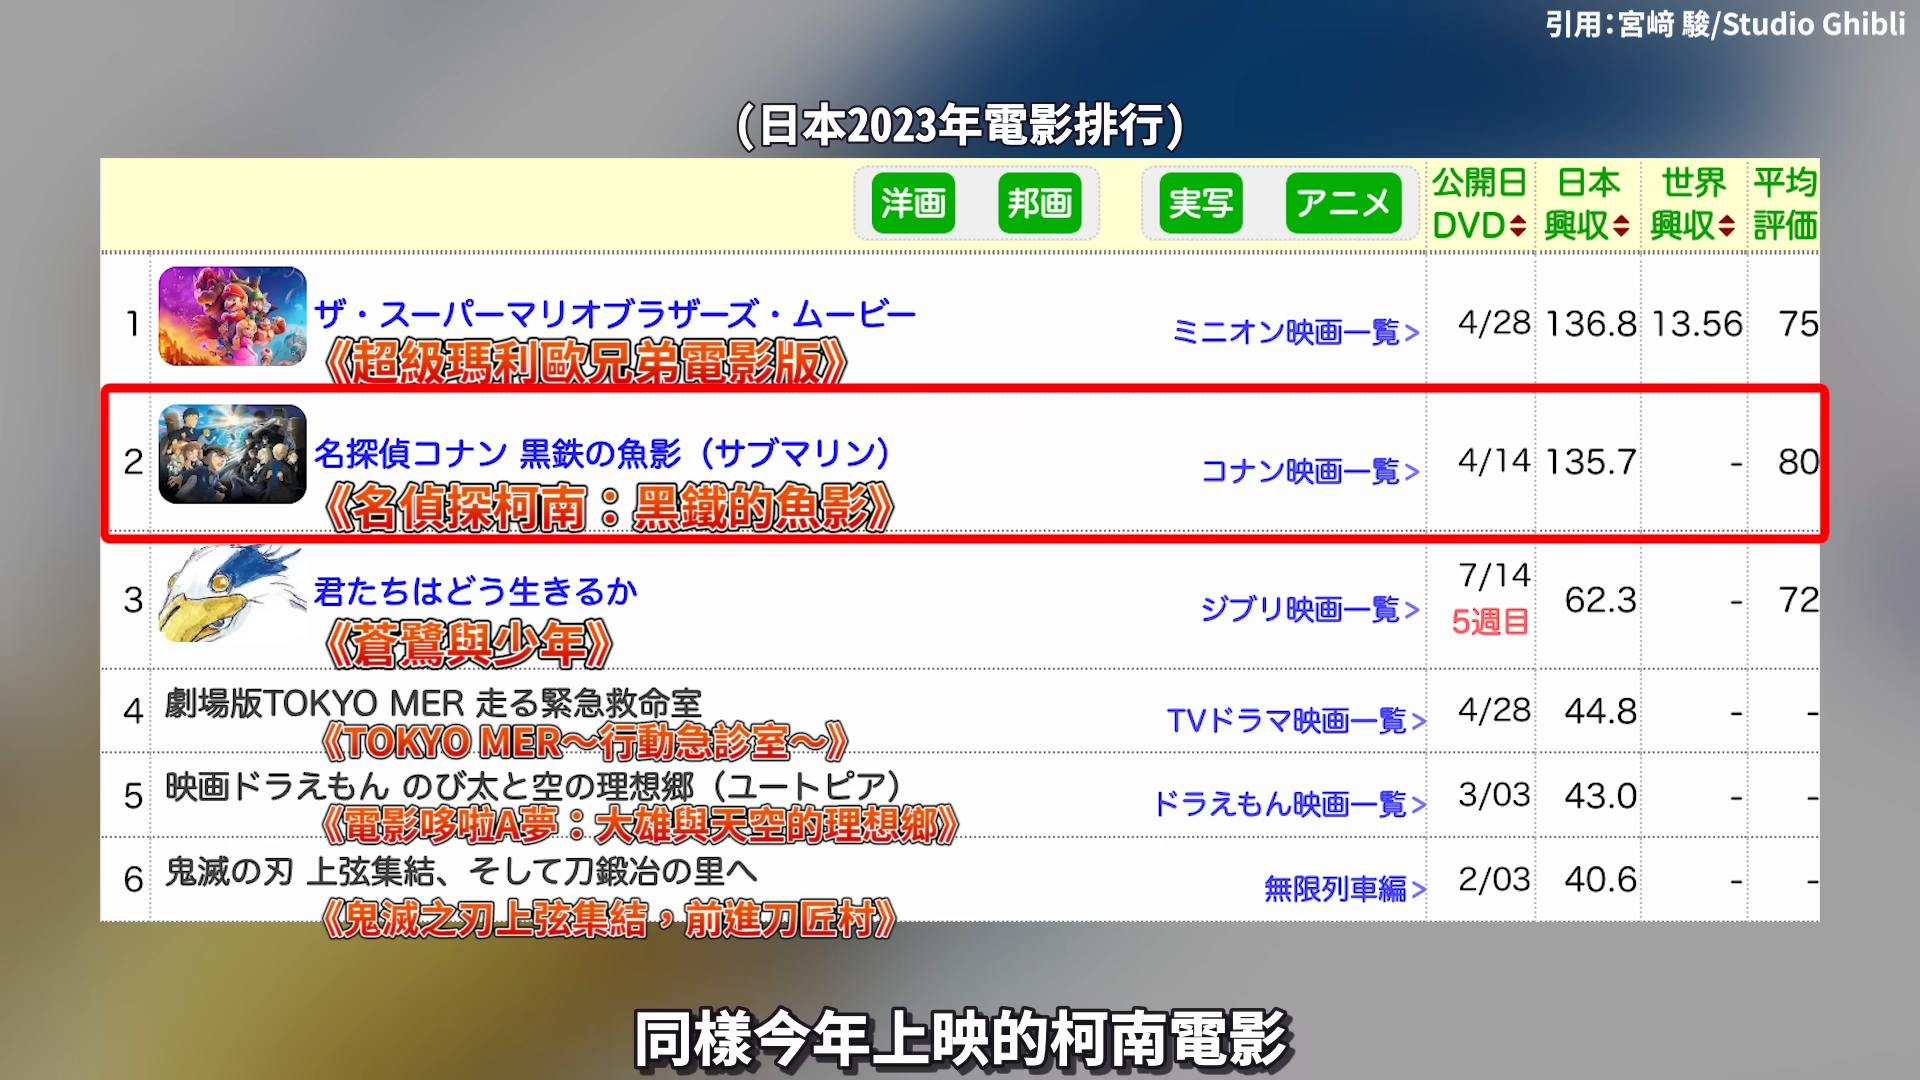 引用：宮﨑 駿/Studio Ghibli
(日本2023年電影排行)
洋画 邦画 実写 アニメ 公開日 DVD 日本 興収 世界 興収 平均 評価
1 ザ・スーパーマリオブラザーズ・ムービー ミニオン映画一覧> 4/28 136.8 13.56 75
《超級瑪利歐兄弟電影版》
2 名探偵コナン 黒鉄の魚影（サブマリン） コナン映画一覧> 4/14 135.7 - 80
《名偵探柯南：黑鐵的魚影》
3 君たちはどう生きるか ジブリ映画一覧> 7/14 5週目 62.3 - 72
《蒼鷺與少年》
4 劇場版TOKYO MER 走る緊急救命室 TVドラマ映画一覧> 4/28 44.8 - -
《TOKYO MER～行動急診室～》
5 映画ドラえもん のび太と空の理想郷（ユートピア） ドラえもん映画一覧> 3/03 43.0 - -
《電影哆啦A夢：大雄與天空的理想鄉》
6 鬼滅の刃 上弦集結、そして刀鍛冶の里へ 無限列車編> 2/03 40.6 - -
《鬼滅之刃上弦集結，前進刀匠村》
同樣今年上映的柯南電影